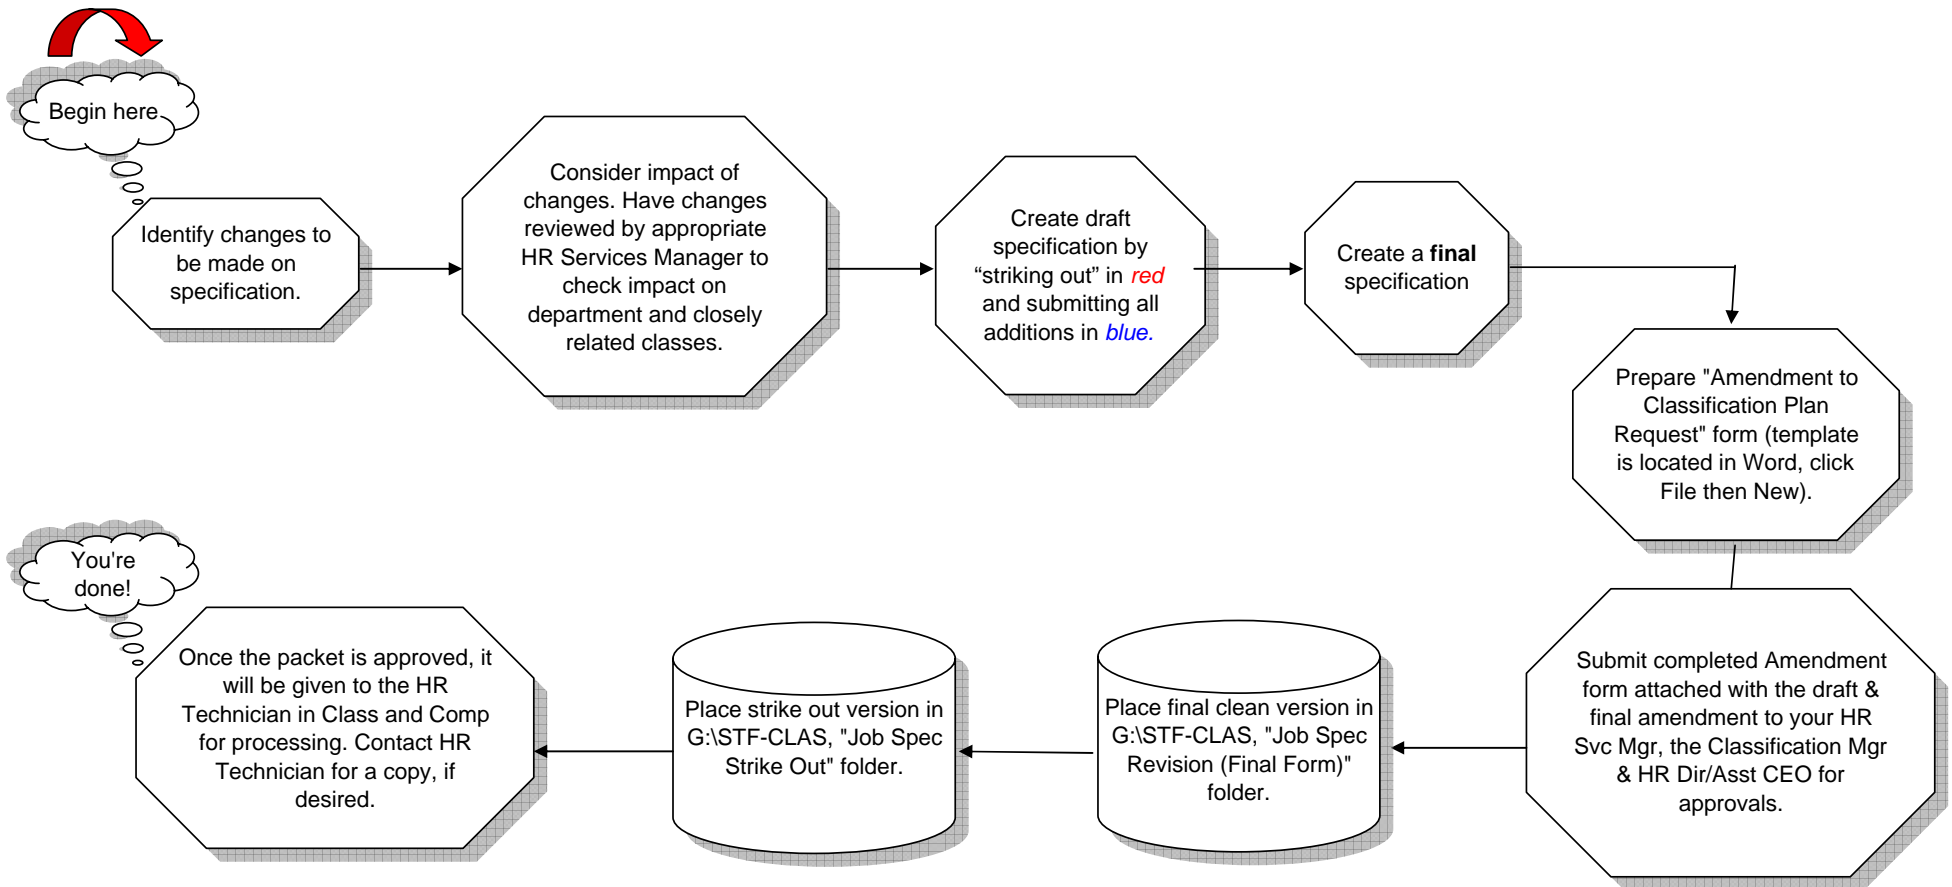 Begin here
Identify changes to
be made on
specification.
Consider impact of
changes. Have changes
reviewed by appropriate
HR Services Manager to
check impact on
department and closely
related classes.
Create draft
specification by
“striking out” in red
and submitting all
additions in blue.
Create a final
specification
Prepare "Amendment to
Classification Plan
Request" form (template
is located in Word, click
File then New).
Submit completed Amendment
form attached with the draft &
final amendment to your HR
Svc Mgr, the Classification Mgr
& HR Dir/Asst CEO for
approvals.
Place final clean version in
G:\STF-CLAS, "Job Spec
Revision (Final Form)"
folder.
Place strike out version in
G:\STF-CLAS, "Job Spec
Strike Out" folder.
Once the packet is approved, it
will be given to the HR
Technician in Class and Comp
for processing. Contact HR
Technician for a copy, if
desired.
You're
done!